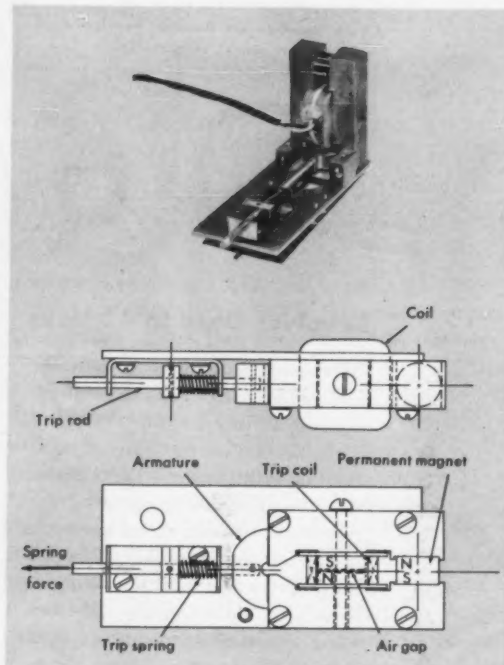 Coil
Trip rod
Armature
Trip coil
Permanent magnet
Spring
force
S
N
N
S
Trip spring
Air gap